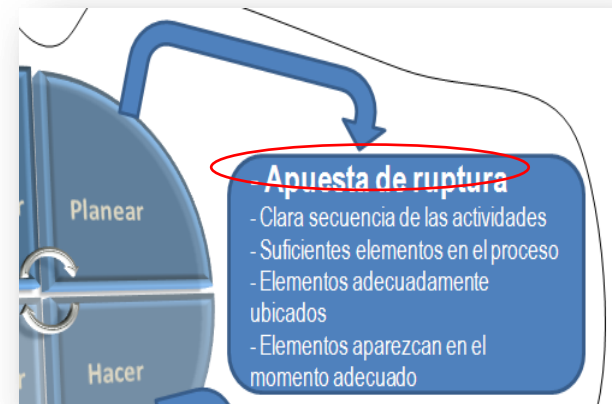 Planear
- Apuesta de ruptura
- Clara secuencia de las actividades
- Suficientes elementos en el proceso
- Elementos adecuadamente
ubicados
- Elementos aparezcan en el
momento adecuado
Hacer